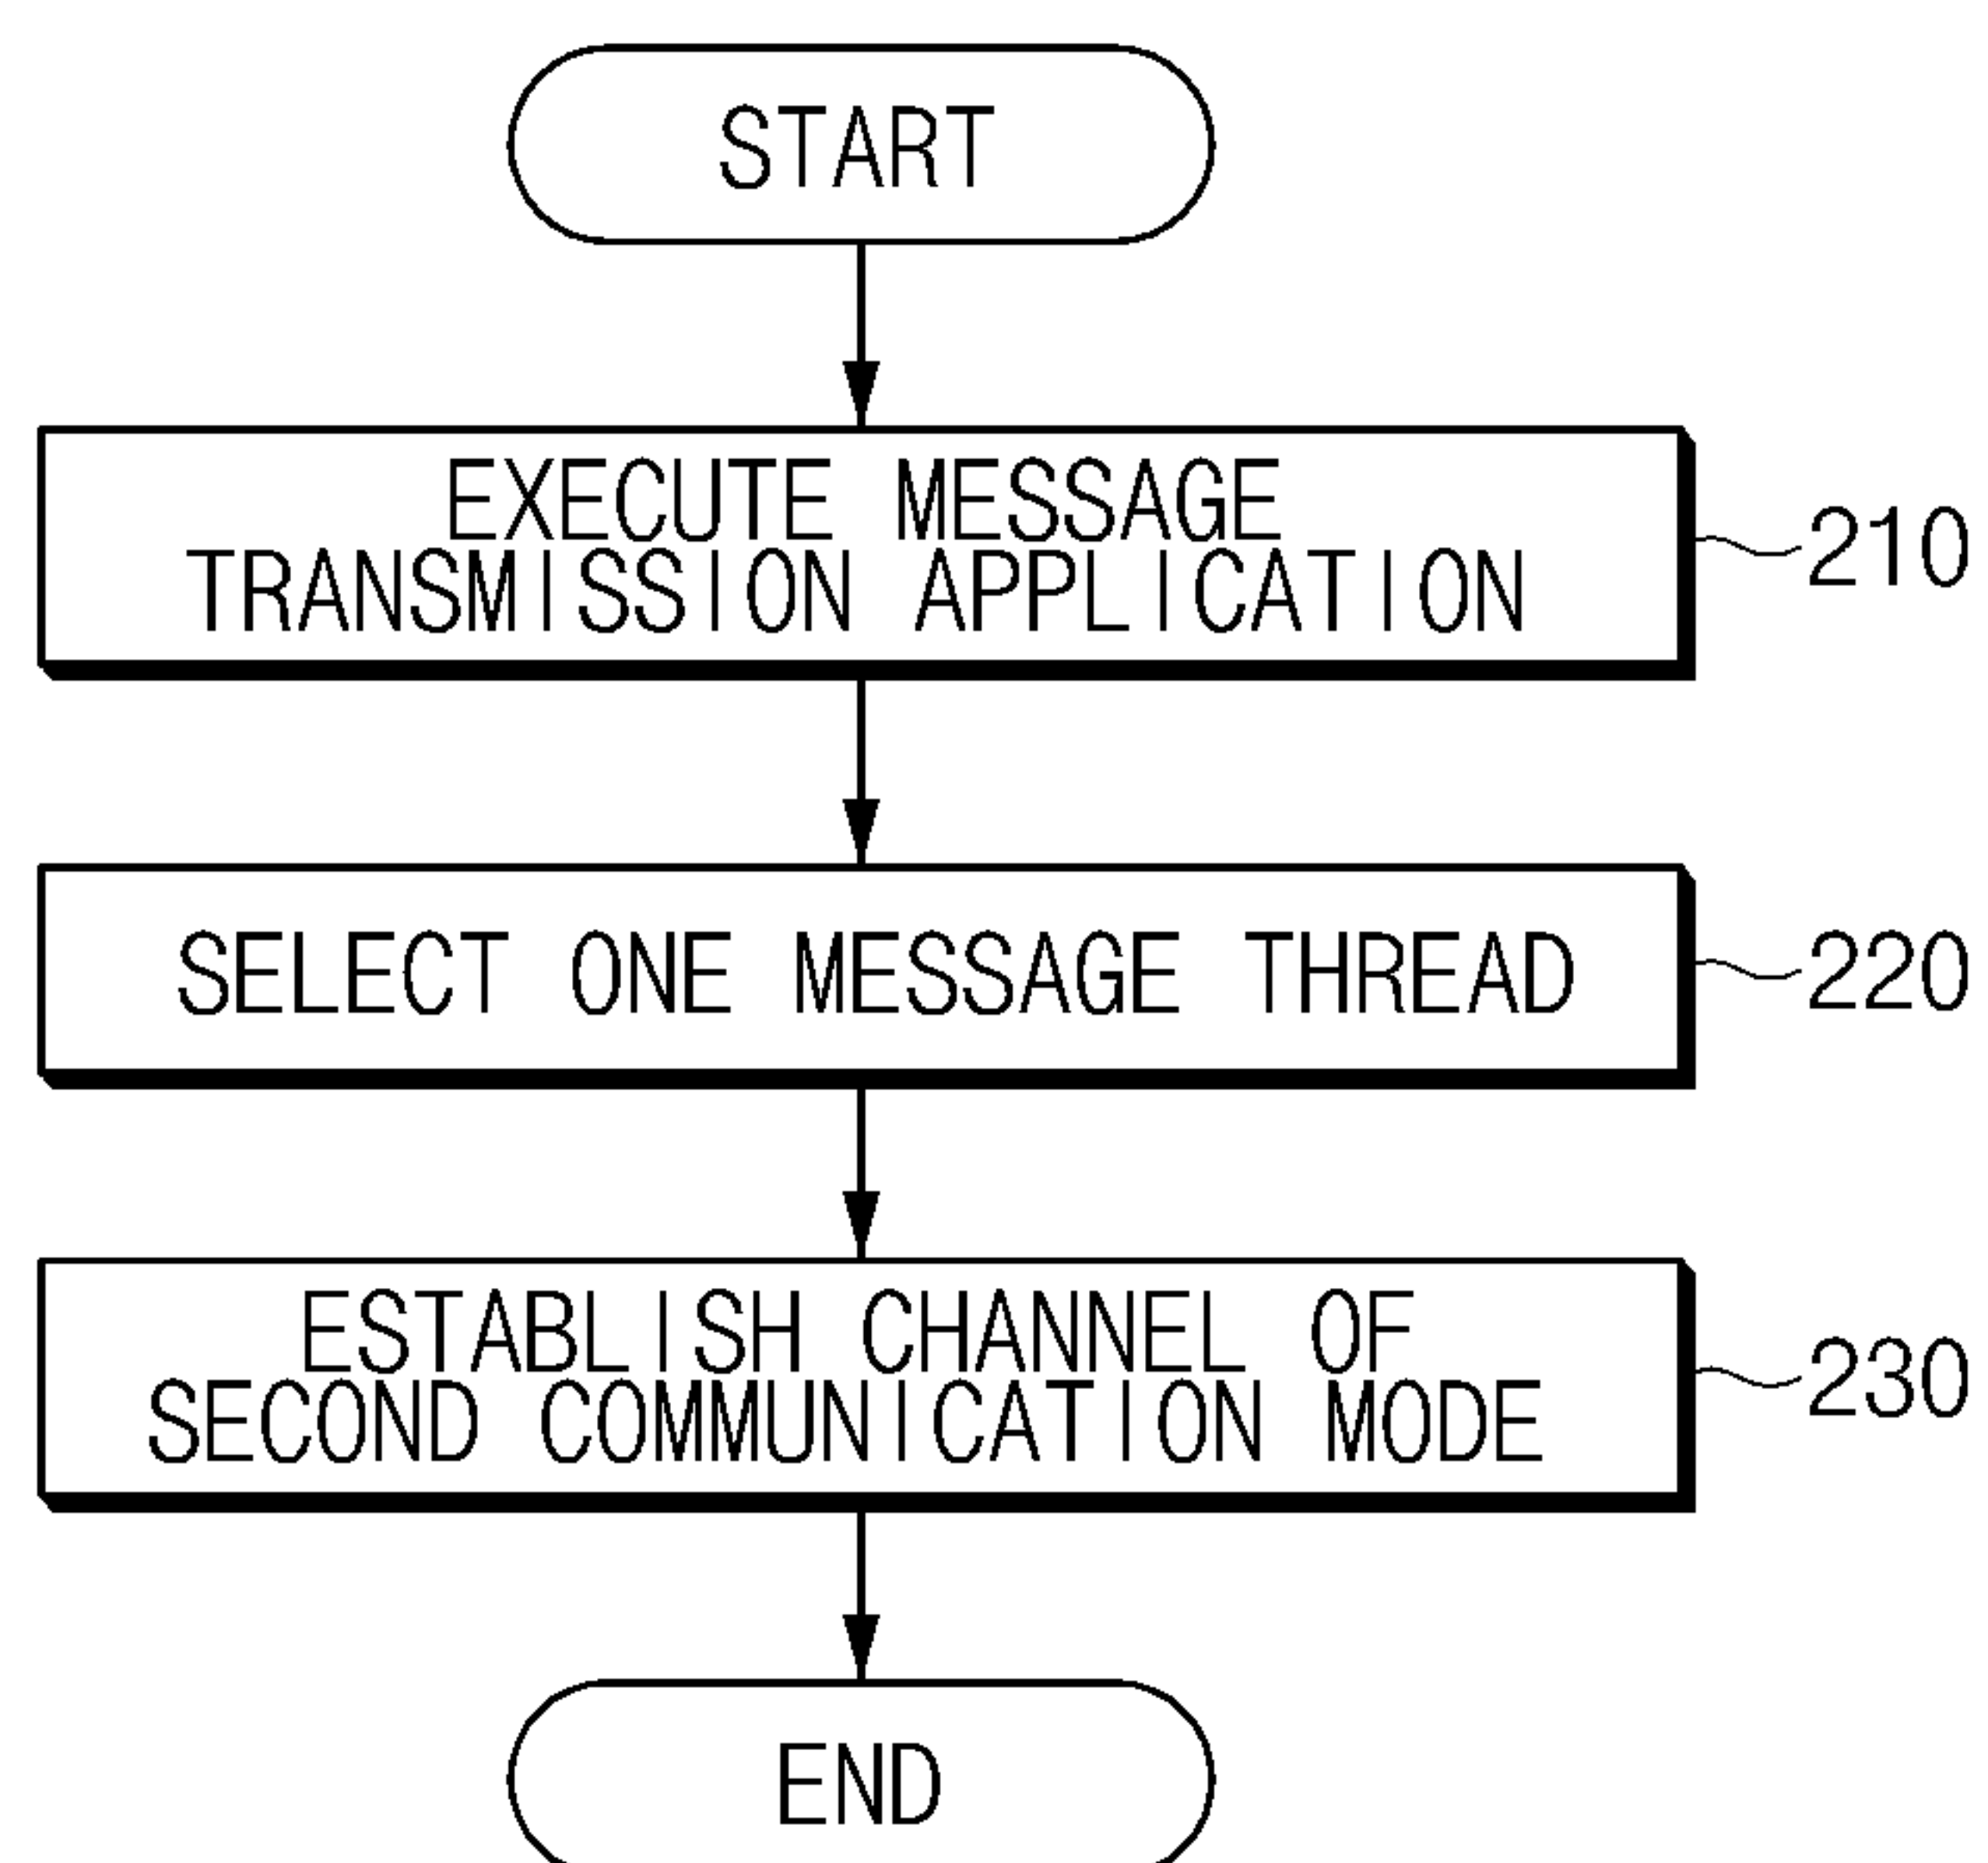 START
EXECUTE MESSAGE
TRANSMISSION APPLICATION
210
SELECT ONE MESSAGE THREAD
220
ESTABLISH CHANNEL OF
SECOND COMMUNICATION MODE
230
END